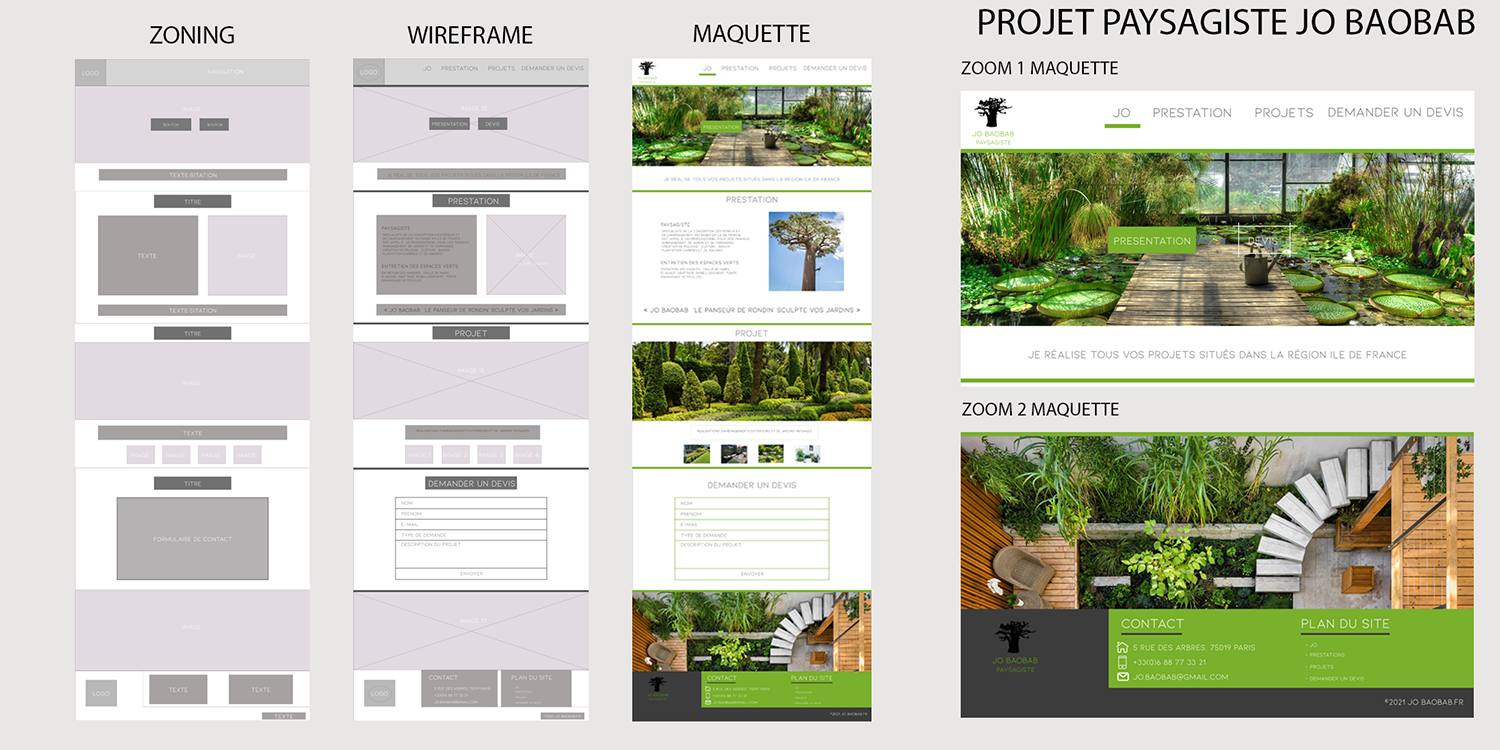 PROJET PAYSAGISTE JO BAOBAB
ZONING
LOGO
NAVIGATION
IMAGE
BOUTON
BOUTON
TEXTE SITATION
TITRE
TEXTE
IMAGE
TEXTE SITATION
TITRE
IMAGE
TEXTE
IMAGE
IMAGE
IMAGE
IMAGE
TITRE
FORMULAIRE DE CONTACT
IMAGE
LOGO
TEXTE
TEXTE
TEXTE
WIREFRAME
LOGO
JO PRESTATION PROJETS DEMANDER UN DEVIS
PRESENTATION
DEVIS
JE RÉALISE TOUS VOS PROJETS SITUÉS DANS LA RÉGION ILE DE FRANCE
PRESTATION
PAYSAGISTE
ENTRETIEN DES ESPACES VERTS
« JO BAOBAB 'LE PANSEUR DE RONDIN' SCULPTE VOS JARDINS »
PROJET
IMAGE 1
IMAGE 2
IMAGE 3
IMAGE 4
DEMANDER UN DEVIS
NOM
PRENOM
E-MAIL
TYPE DE DEMANDE
DESCRIPTION DU PROJET
ENVOYER
LOGO
CONTACT
PLAN DU SITE
MAQUETTE
JO PRESTATION PROJETS DEMANDER UN DEVIS
PRESENTATION
JE RÉALISE TOUS VOS PROJETS SITUÉS DANS LA RÉGION ILE DE FRANCE
PRESTATION
PAYSAGISTE
ENTRETIEN DES ESPACES VERTS
« JO BAOBAB 'LE PANSEUR DE RONDIN' SCULPTE VOS JARDINS »
PROJET
DEMANDER UN DEVIS
NOM
PRENOM
E-MAIL
TYPE DE DEMANDE
DESCRIPTION DU PROJET
ENVOYER
CONTACT
PLAN DU SITE
©2021 JO BAOBAB.FR
ZOOM 1 MAQUETTE
JO BAOBAB
PAYSAGISTE
JO PRESTATION PROJETS DEMANDER UN DEVIS
PRESENTATION
DEVIS
JE RÉALISE TOUS VOS PROJETS SITUÉS DANS LA RÉGION ILE DE FRANCE
ZOOM 2 MAQUETTE
JO BAOBAB
PAYSAGISTE
CONTACT
5 RUE DES ARBRES, 75019 PARIS
+33(0)6 88 77 33 21
JO.BAOBAB@GMAIL.COM
PLAN DU SITE
- JO
- PRESTATIONS
- PROJETS
- DEMANDER UN DEVIS
©2021 JO BAOBAB.FR